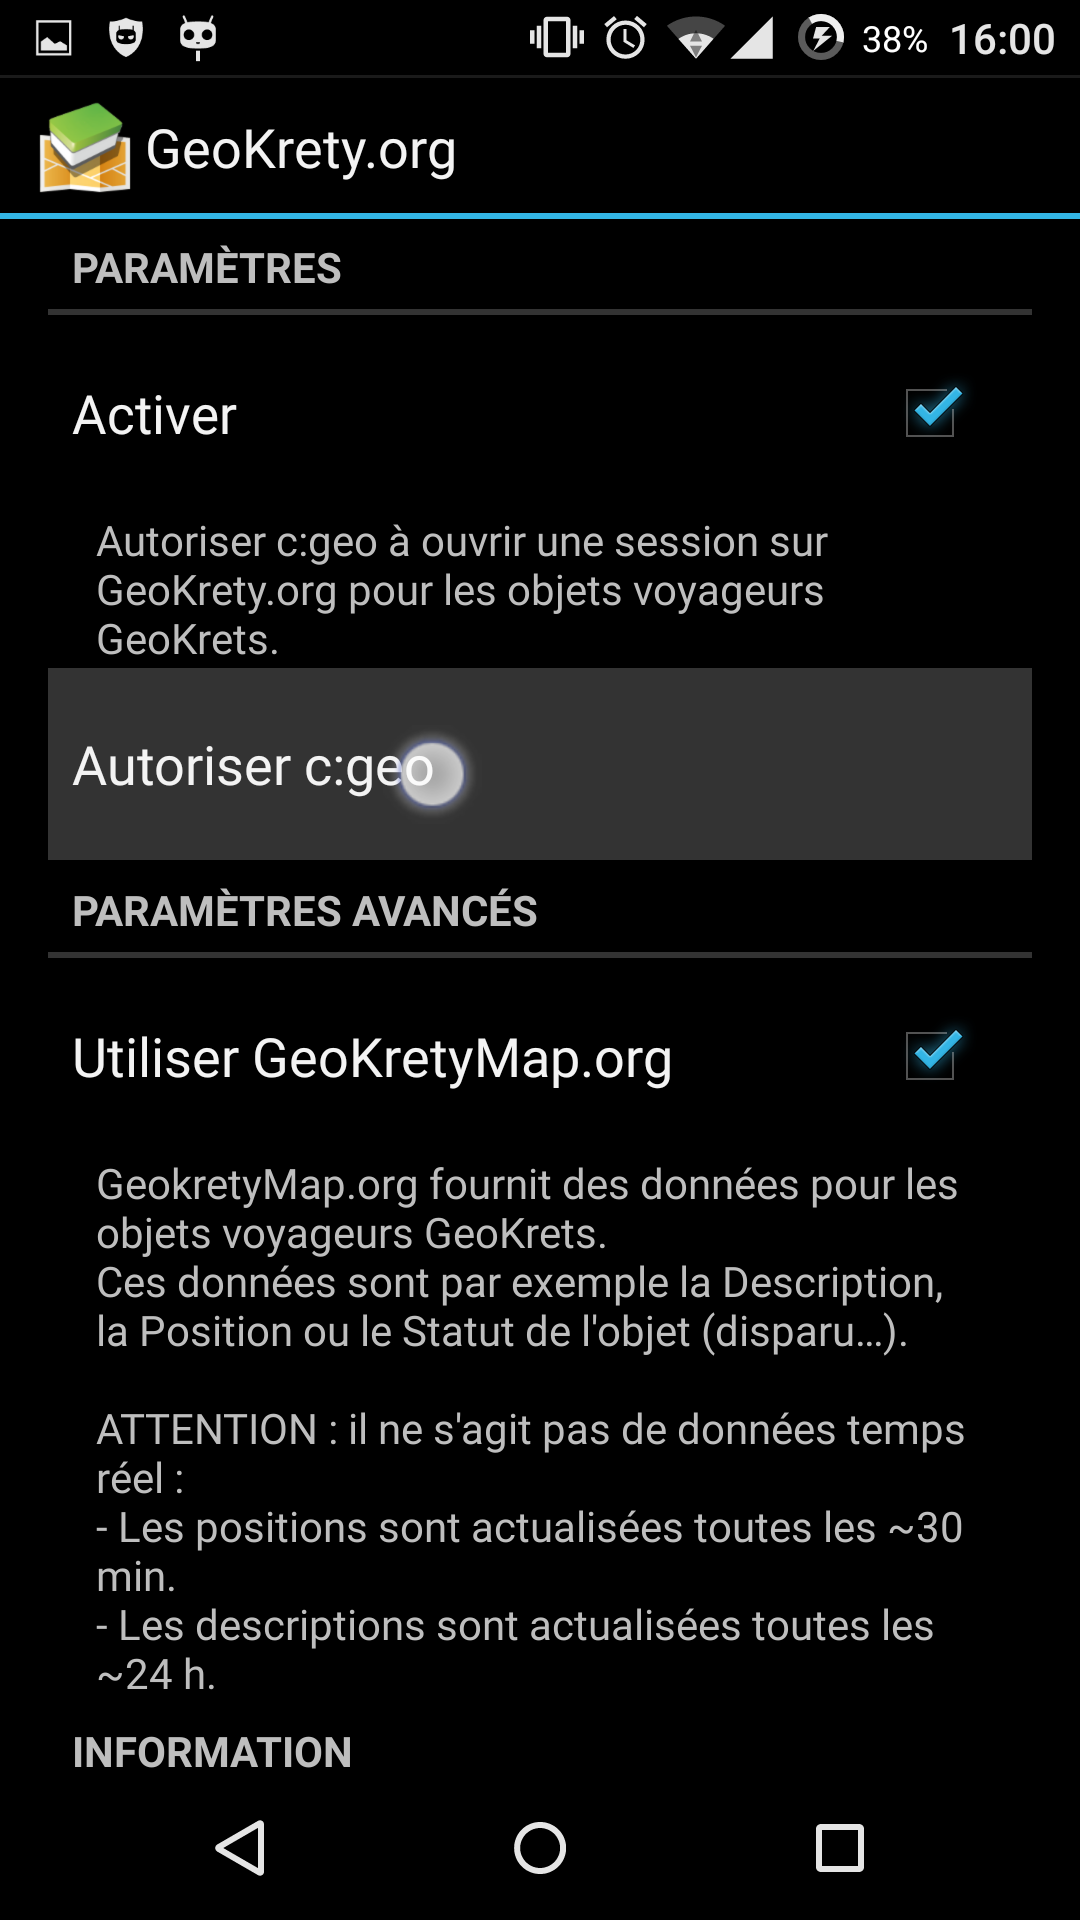 38% 16:00
GeoKrety.org
PARAMÈTRES
Activer
Autoriser c:geo à ouvrir une session sur
GeoKrety.org pour les objets voyageurs
GeoKrets.
Autoriser c:geo
PARAMÈTRES AVANCÉS
Utiliser GeoKretyMap.org
GeokretyMap.org fournit des données pour les
objets voyageurs GeoKrets.
Ces données sont par exemple la Description,
la Position ou le Statut de l'objet (disparu…).
ATTENTION : il ne s'agit pas de données temps
réel :
- Les positions sont actualisées toutes les ~30
min.
- Les descriptions sont actualisées toutes les
~24 h.
INFORMATION